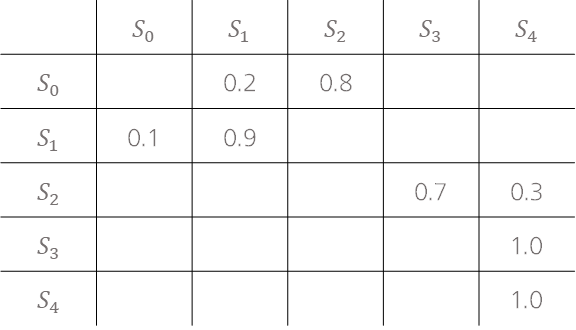 S₀ S₁ S₂ S₃ S₄
S₀ 0.2 0.8
S₁ 0.1 0.9
S₂ 0.7 0.3
S₃ 1.0
S₄ 1.0